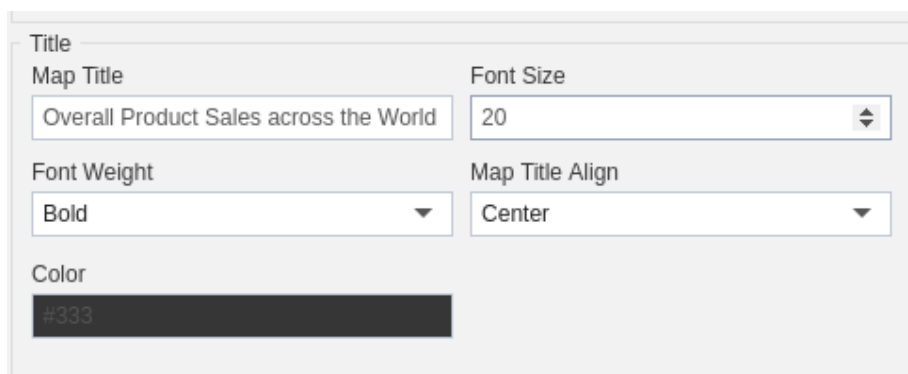 Title
Map Title
Font Size
Overall Product Sales across the World
20
Font Weight
Map Title Align
Bold
Center
Color
#333